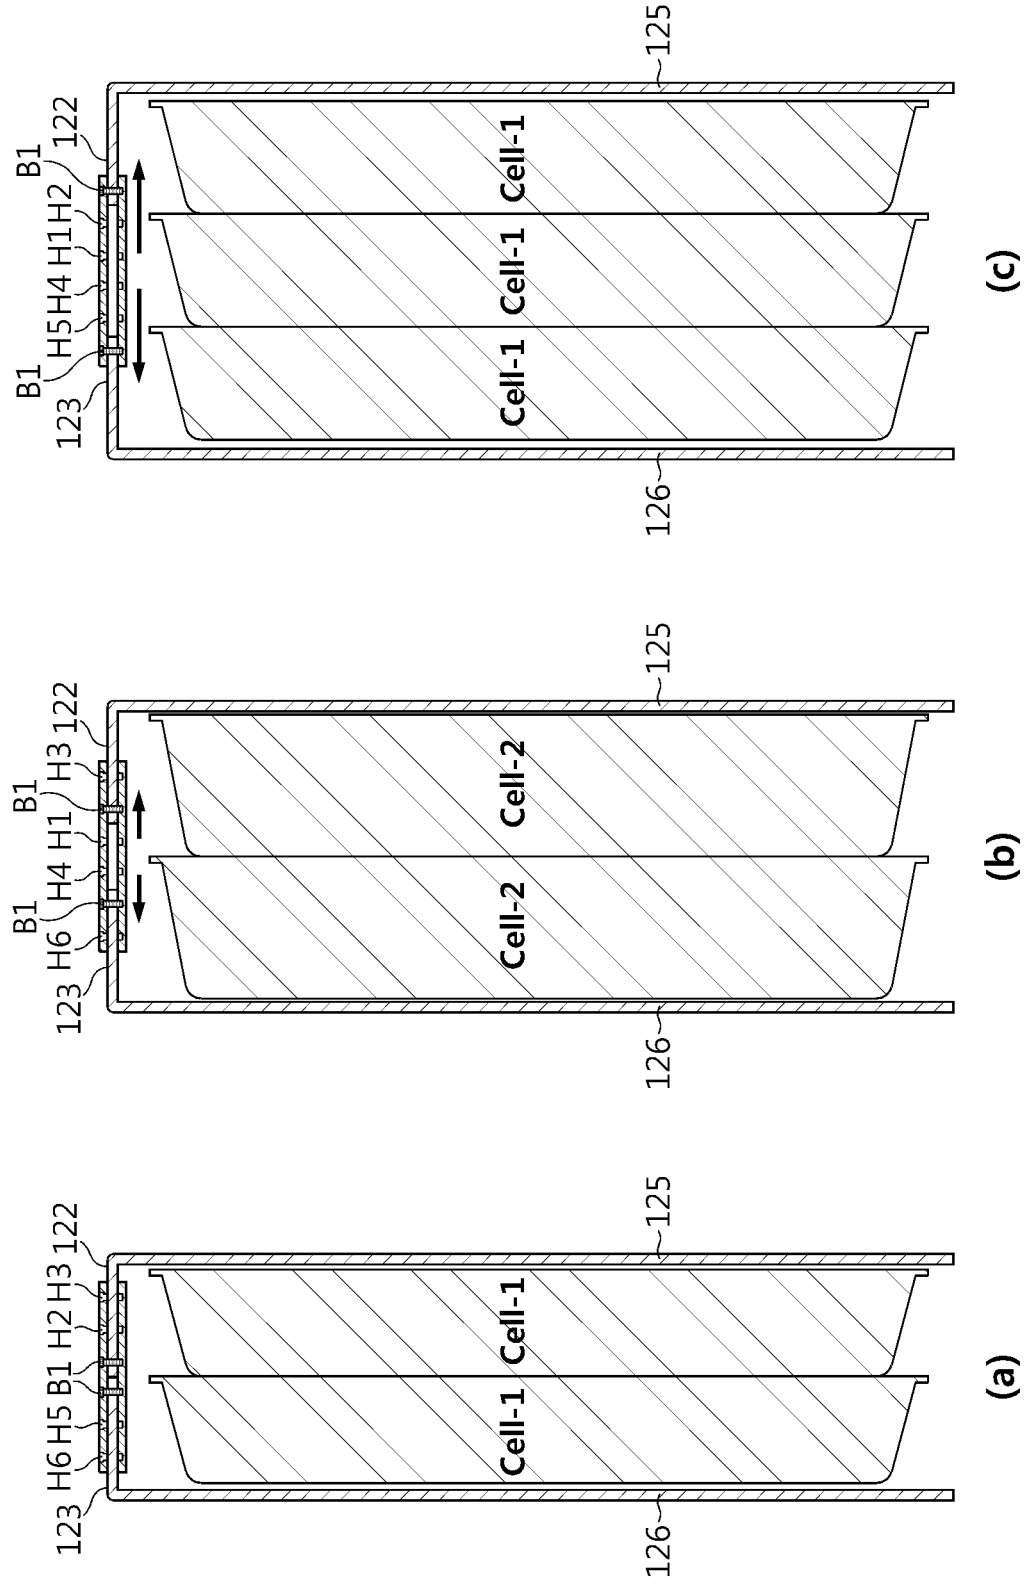 123 H6 H5 B1 H2 H3 122
Cell-1 Cell-1
126 125
(a)
B1 B1
123 H6 H4 H1 H3 122
Cell-2 Cell-2
126 125
(b)
B1 B1
123 H5 H4 H1 H2 122
Cell-1 Cell-1 Cell-1
126 125
(c)